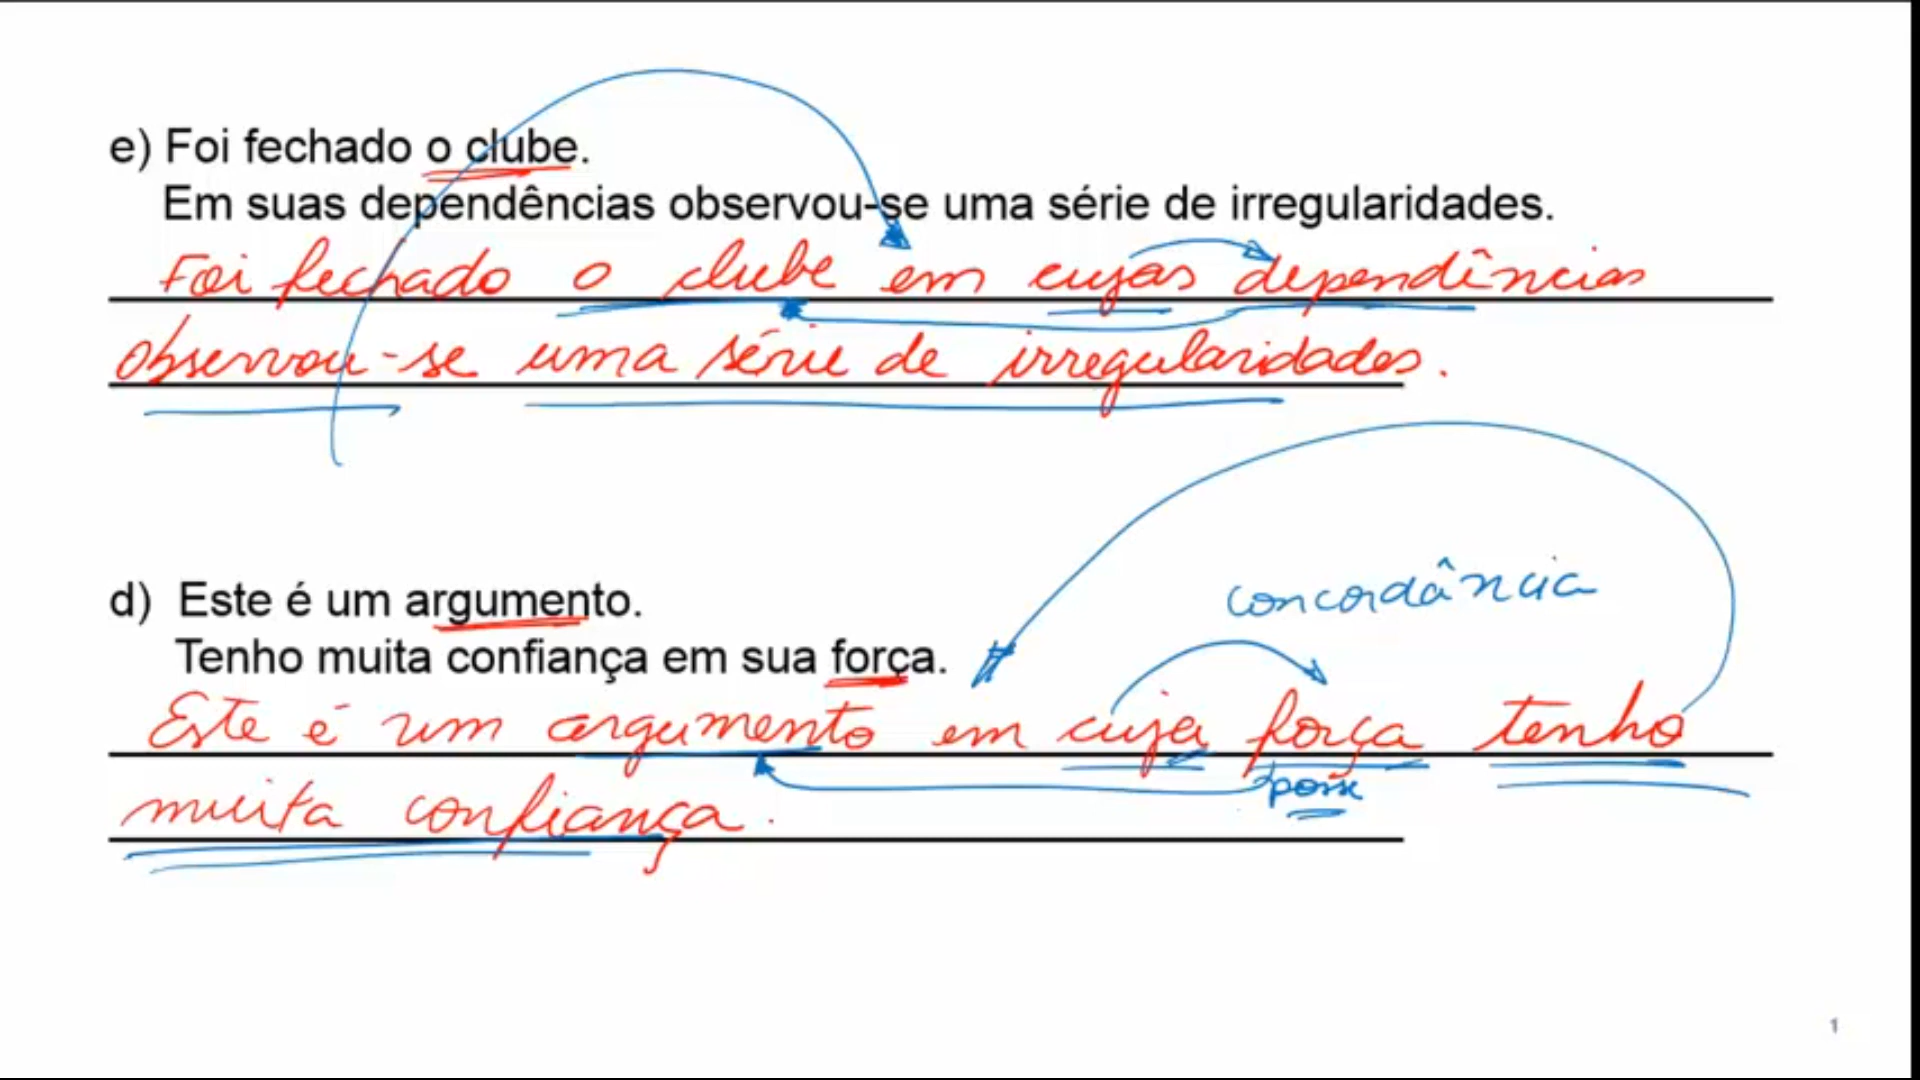 e) Foi fechado o clube.
Em suas dependências observou-se uma série de irregularidades.
Foi fechado o clube em cujas dependências
observou-se uma série de irregularidades.
d) Este é um argumento.
concordância
Tenho muita confiança em sua força.
Este é um argumento em cuja força tenho
posse
muita confiança.
1